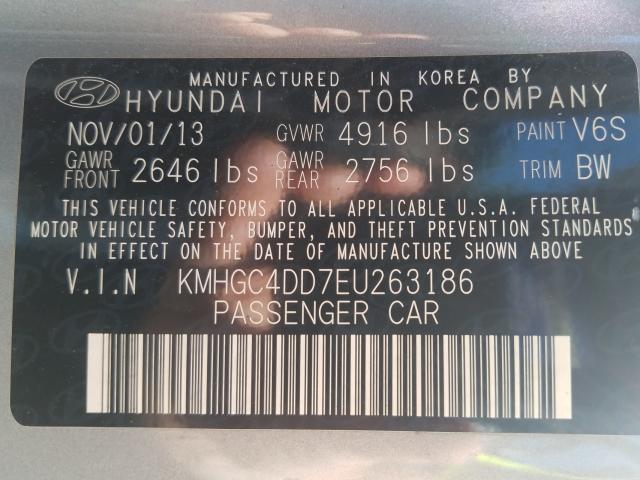 MANUFACTURED IN KOREA BY
HYUNDAI MOTOR COMPANY
NOV/01/13 GVWR 4916 lbs PAINT V6S
GAWR FRONT 2646 lbs GAWR REAR 2756 lbs TRIM BW
THIS VEHICLE CONFORMS TO ALL APPLICABLE U.S.A. FEDERAL
MOTOR VEHICLE SAFETY, BUMPER, AND THEFT PREVENTION STANDARDS
IN EFFECT ON THE DATE OF MANUFACTURE SHOWN ABOVE
V.I.N KMHGC4DD7EU263186
PASSENGER CAR